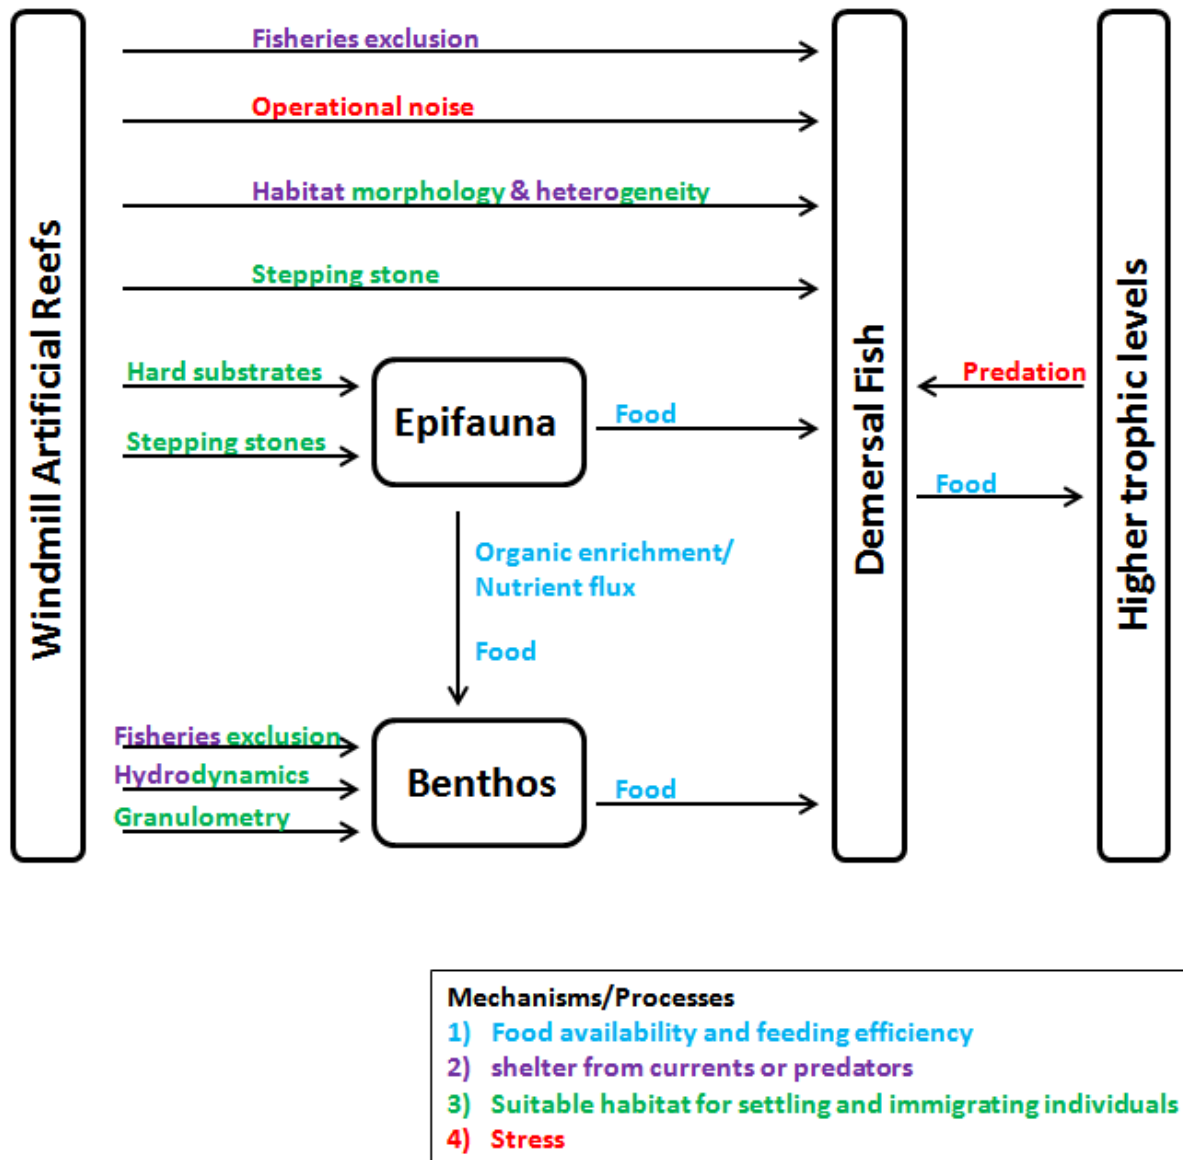 Windmill Artificial Reefs
Fisheries exclusion
Operational noise
Habitat morphology & heterogeneity
Stepping stone
Hard substrates
Stepping stones
Epifauna
Food
Organic enrichment/
Nutrient flux
Food
Fisheries exclusion
Hydrodynamics
Granulometry
Benthos
Food
Demersal Fish
Predation
Food
Higher trophic levels
Mechanisms/Processes
1) Food availability and feeding efficiency
2) shelter from currents or predators
3) Suitable habitat for settling and immigrating individuals
4) Stress